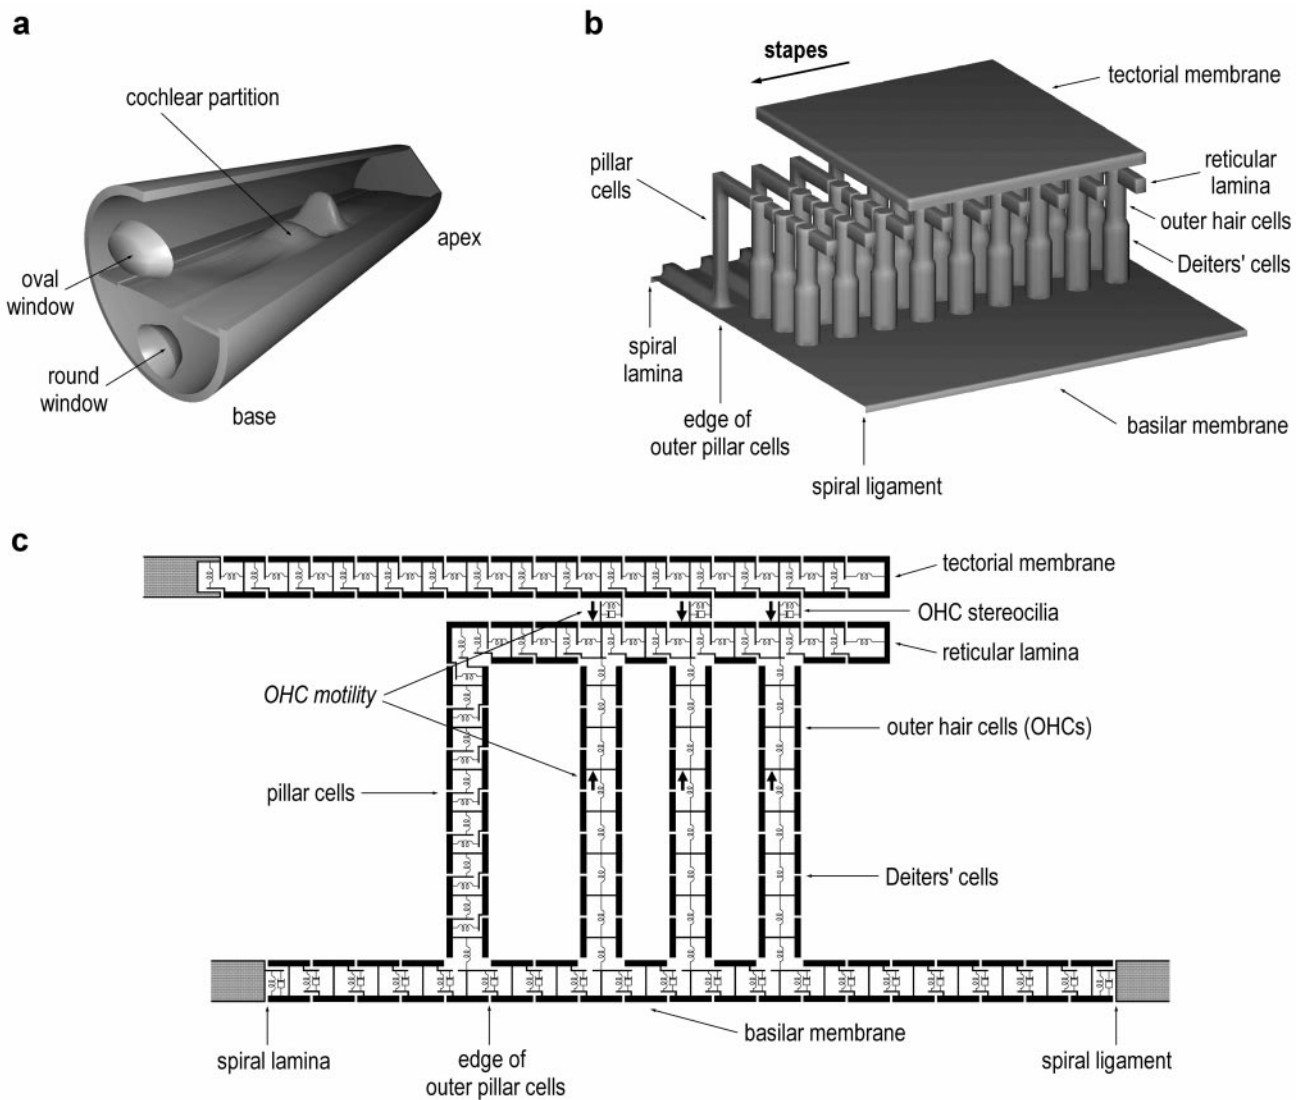 a
cochlear partition
oval
window
round
window
base
apex
b
stapes
tectorial
membrane
pillar
cells
reticular
lamina
outer hair cells
Deiters' cells
spiral
lamina
edge of
outer pillar cells
spiral ligament
basilar
membrane
c
tectorial membrane
OHC stereocilia
reticular lamina
OHC motility
outer hair cells (OHCs)
pillar cells
Deiters' cells
spiral lamina
edge of
outer pillar cells
basilar membrane
spiral
ligament